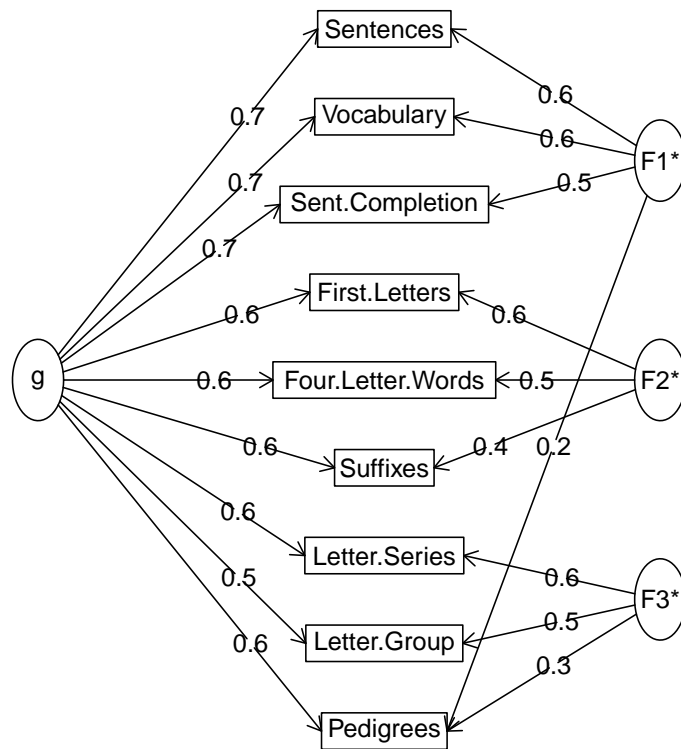 Sentences
0.6
0.7
Vocabulary
0.6
F1*
0.7
Sent.Completion
0.5
0.7
First.Letters
0.6
0.6
g
0.6
Four.Letter.Words
0.5
F2*
0.6
Suffixes
0.4
0.2
0.6
Letter.Series
0.6
F3*
0.5
Letter.Group
0.5
0.6
0.3
Pedigrees